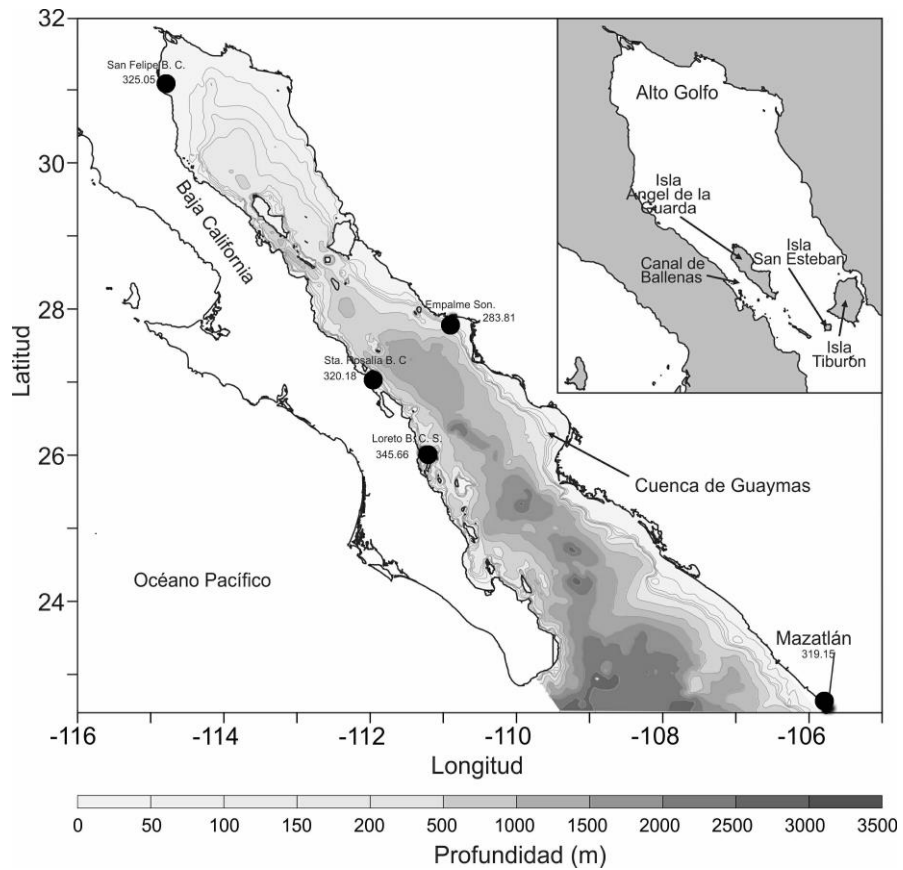 32
San Felipe B. C.
325.05
Alto Golfo
30
Isla
Angel de la
Guarda
Isla
San Esteban
Baja California
Canal de
Ballenas
28
Empalme Son.
283.81
Isla
Tiburón
Latitud
Sta. Rosalía B. C
320.18
26
Loreto B. C. S.
345.66
Cuenca de Guaymas
24
Océano Pacífico
Mazatlán
319.15
-116
-114
-112
-110
-108
-106
Longitud
0 50 100 150 200 500 1000 1500 2000 2500 3000 3500
Profundidad (m)